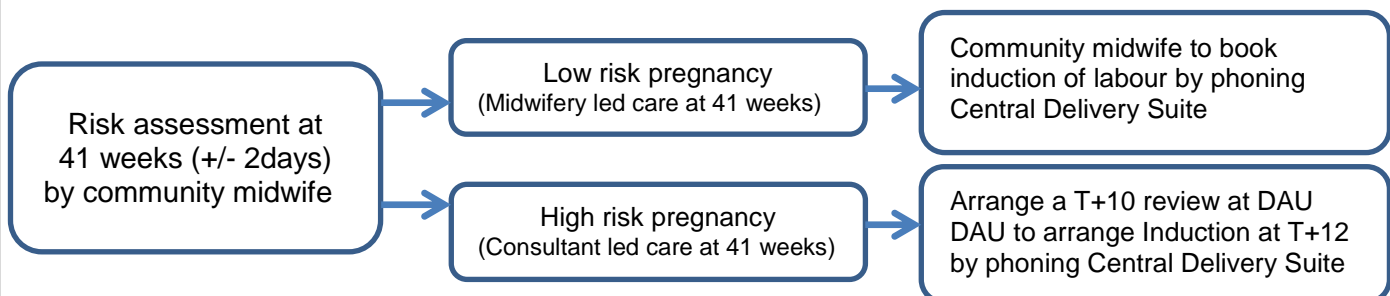 Risk assessment at
41 weeks (+/- 2days)
by community midwife
Low risk pregnancy
(Midwifery led care at 41 weeks)
Community midwife to book
induction of labour by phoning
Central Delivery Suite
High risk pregnancy
(Consultant led care at 41 weeks)
Arrange a T+10 review at DAU
DAU to arrange Induction at T+12
by phoning Central Delivery Suite